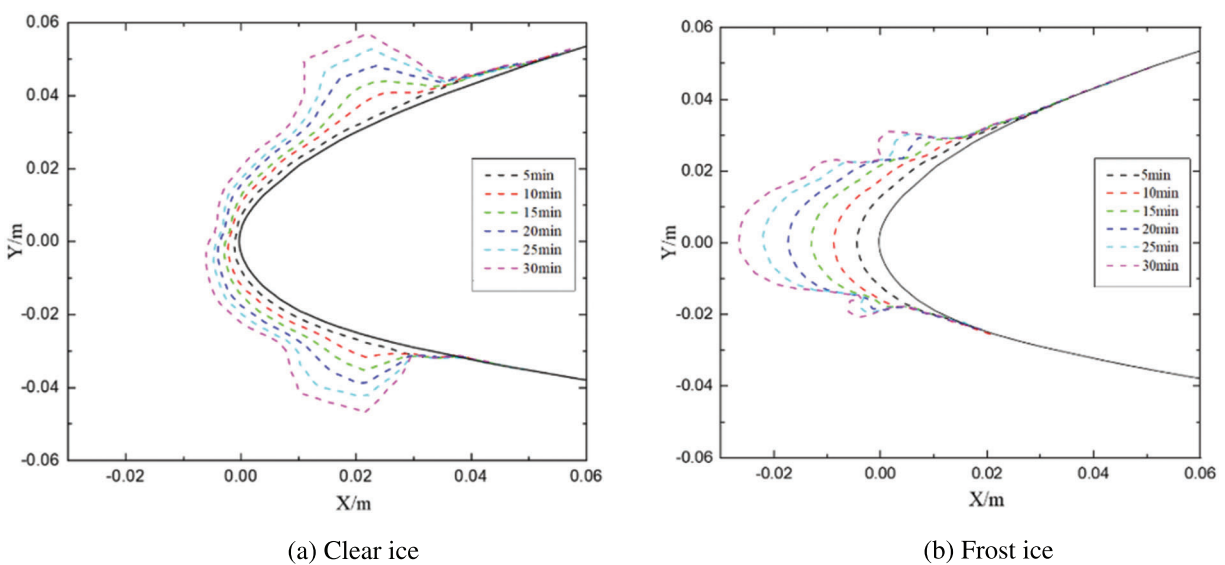 0.06
0.04
0.02
0.00
-0.02
-0.04
-0.06
Y/m
-0.02 0.00 0.02 0.04 0.06
X/m
5min
10min
15min
20min
25min
30min
(a) Clear ice
0.06
0.04
0.02
0.00
-0.02
-0.04
-0.06
Y/m
-0.02 0.00 0.02 0.04 0.06
X/m
5min
10min
15min
20min
25min
30min
(b) Frost ice